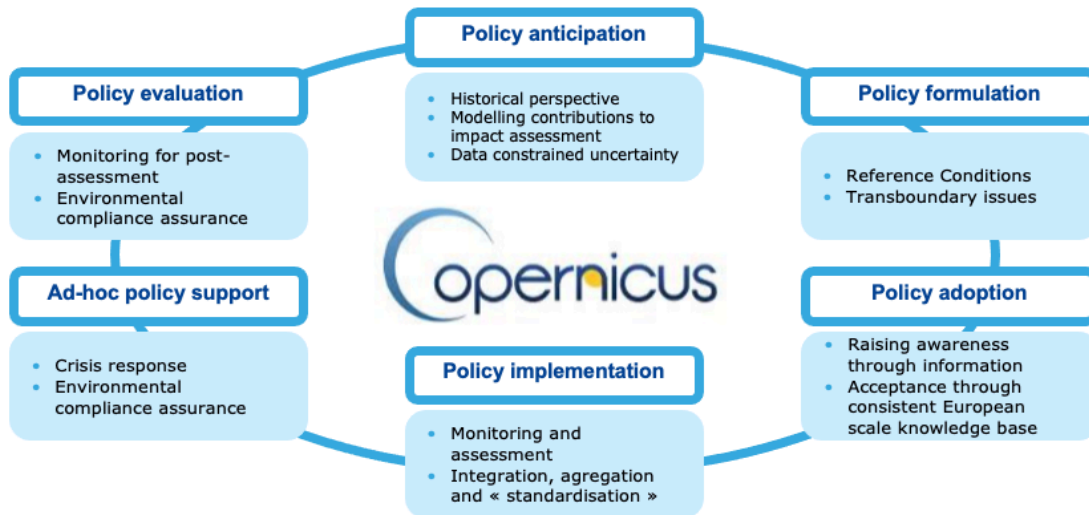 Policy anticipation
• Historical perspective
• Modelling contributions to
impact assessment
• Data constrained uncertainty
Policy formulation
• Reference Conditions
• Transboundary issues
Policy adoption
• Raising awareness
through information
• Acceptance through
consistent European
scale knowledge base
Policy implementation
• Monitoring and
assessment
• Integration, agregation
and « standardisation »
Ad-hoc policy support
• Crisis response
• Environmental
compliance assurance
Policy evaluation
• Monitoring for post-
assessment
• Environmental
compliance assurance
Copernicus